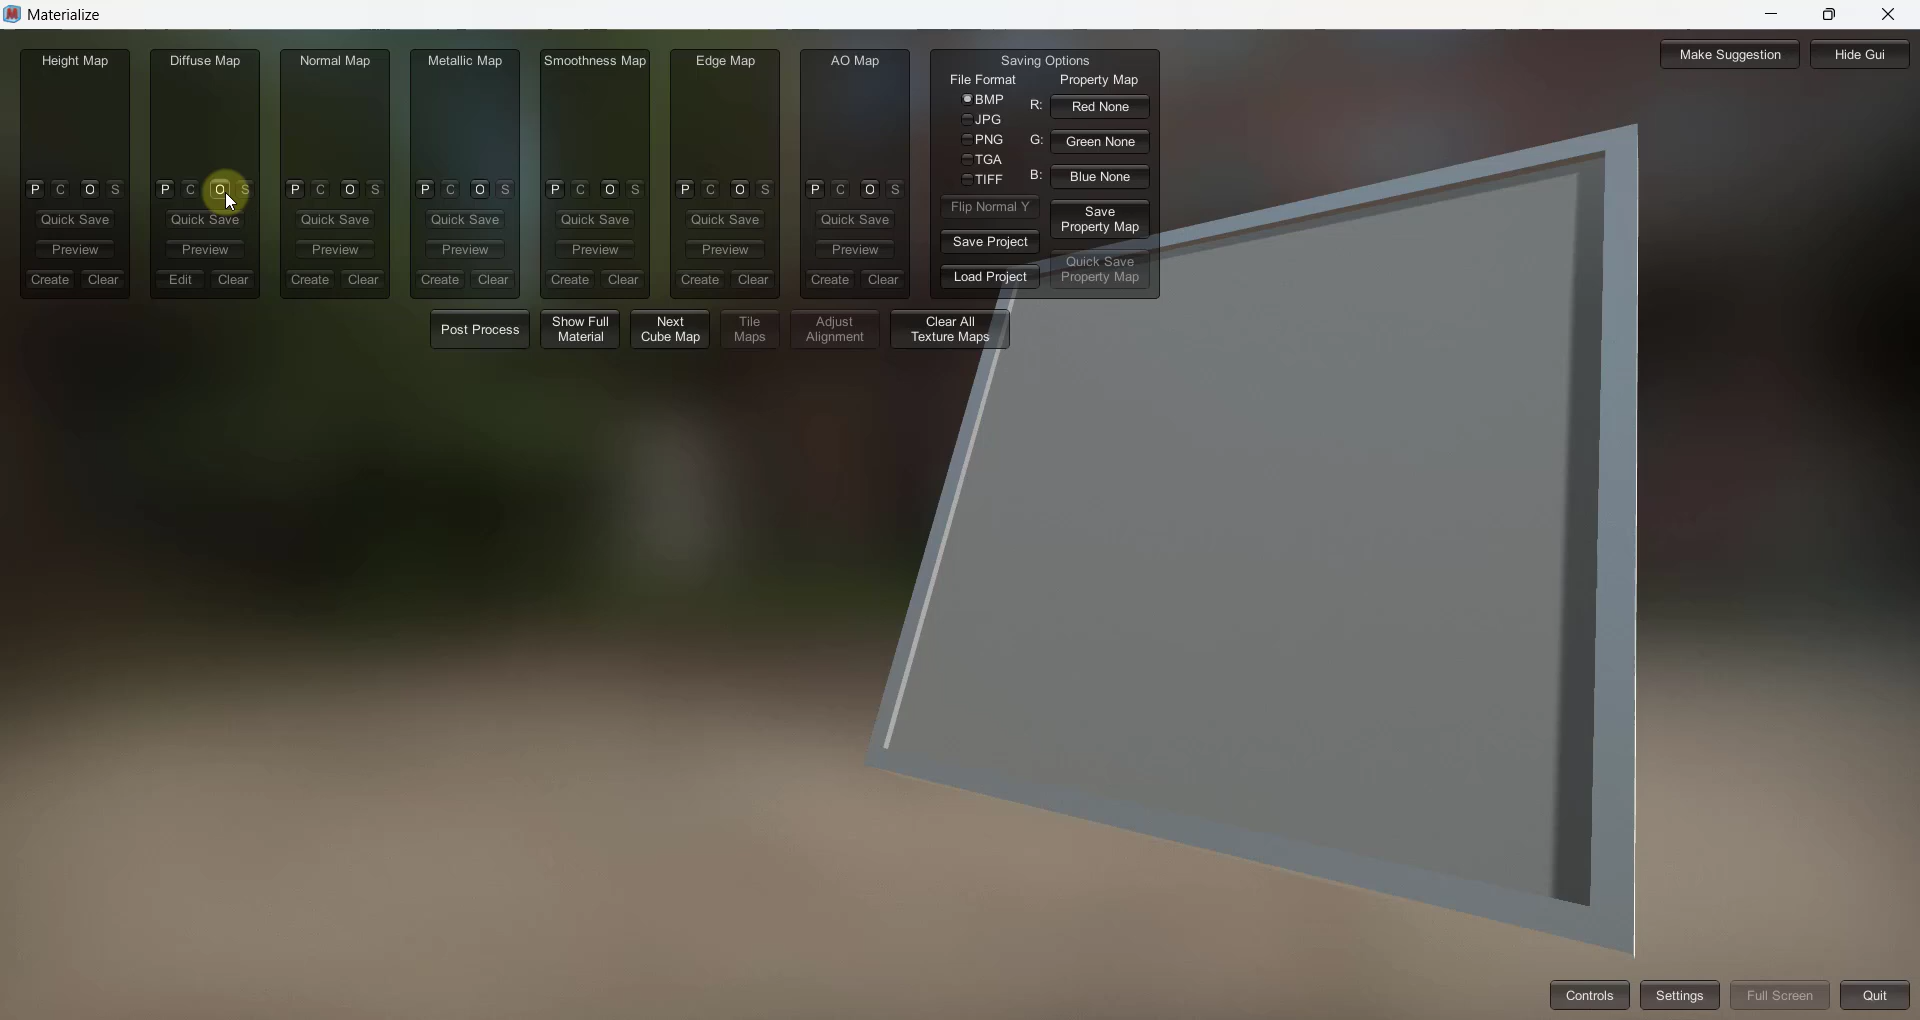 Materialize
Make Suggestion
Hide Gui
Height Map
Diffuse Map
Normal Map
Metallic Map
Smoothness Map
Edge Map
AO Map
Saving Options
File Format
Property Map
BMP
R:
Red None
JPG
PNG
G:
Green None
TGA
TIFF
B:
Blue None
P C O S
P C O S
P C O S
P C O S
P C O S
P C O S
P C O S
Flip Normal Y
Save
Property Map
Quick Save
Quick Save
Quick Save
Quick Save
Quick Save
Quick Save
Quick Save
Save Project
Preview
Preview
Preview
Preview
Preview
Preview
Preview
Quick Save
Property Map
Load Project
Create Clear
Edit Clear
Create Clear
Create Clear
Create Clear
Create Clear
Create Clear
Post Process
Show Full
Material
Next
Cube Map
Tile
Maps
Adjust
Alignment
Clear All
Texture Maps
Controls
Settings
Full Screen
Quit